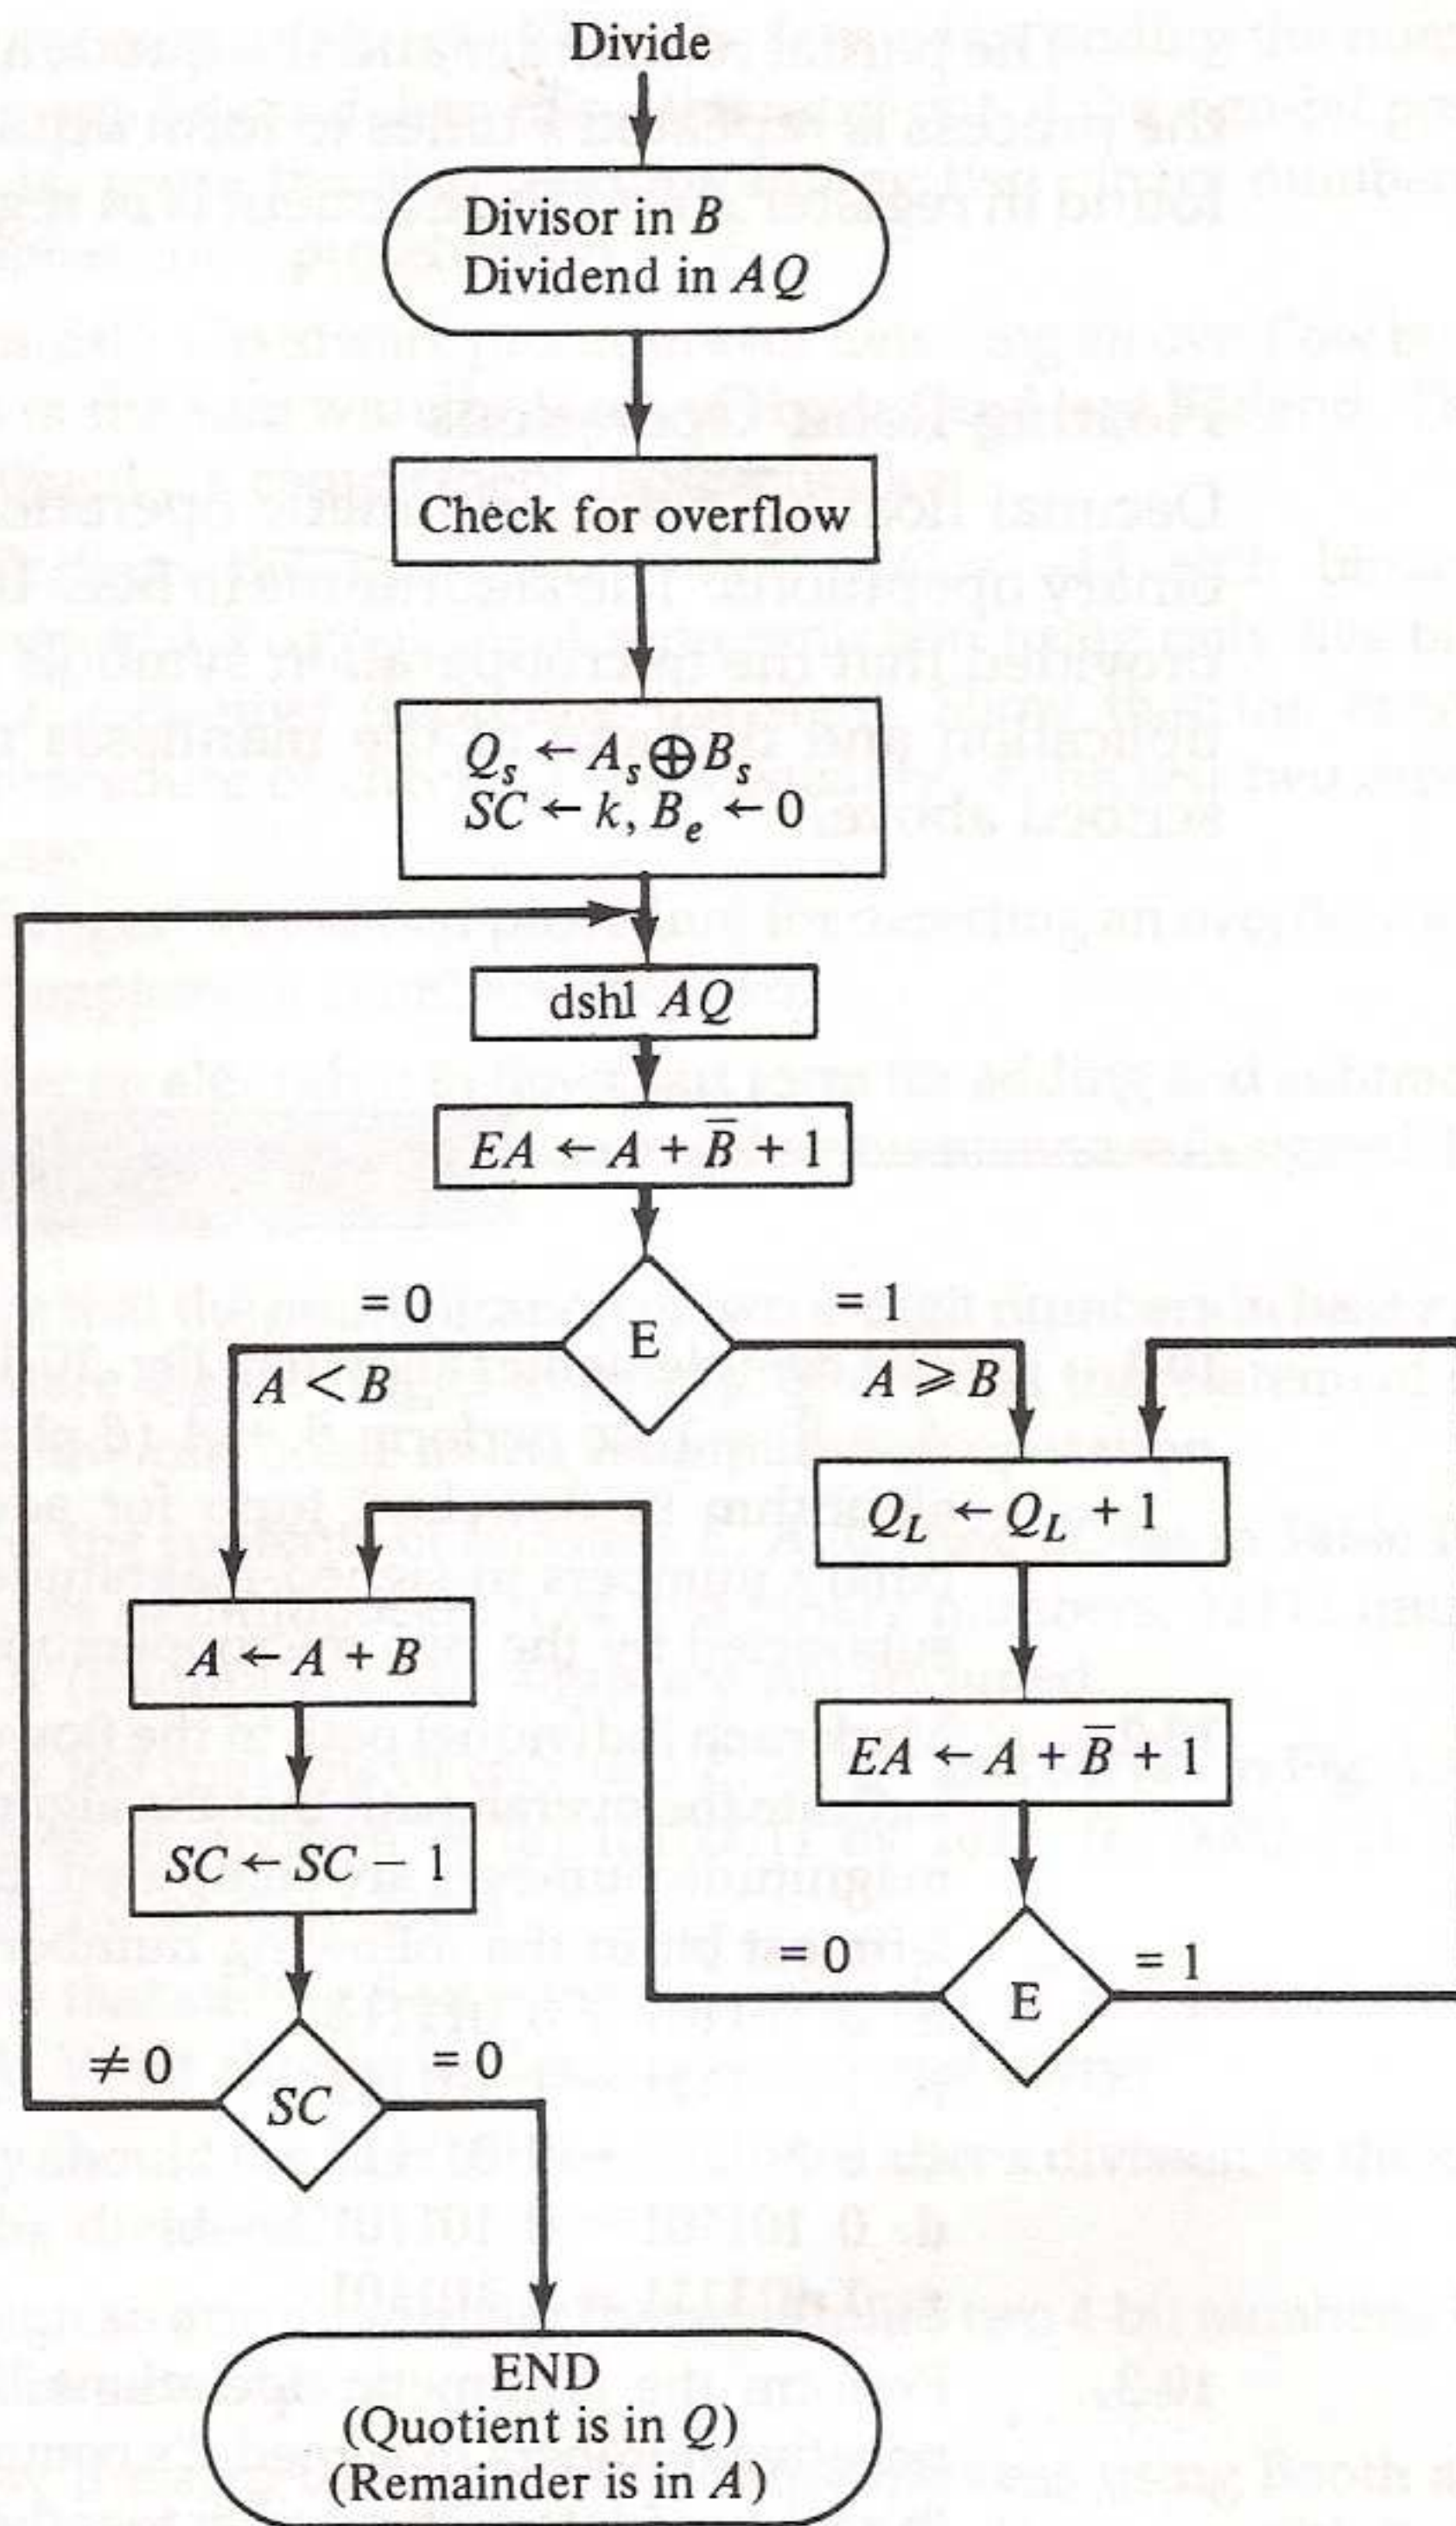 Divide
Divisor in B
Dividend in AQ
Check for overflow
Qₛ ← Aₛ ⊕ Bₛ
SC ← k, Bₑ ← 0
dshl AQ
EA ← A + B̅ + 1
= 0
E
= 1
A < B
A ⩾ B
Q_L ← Q_L + 1
A ← A + B
EA ← A + B̅ + 1
SC ← SC − 1
= 0
E
= 1
≠ 0
SC
= 0
END
(Quotient is in Q)
(Remainder is in A)